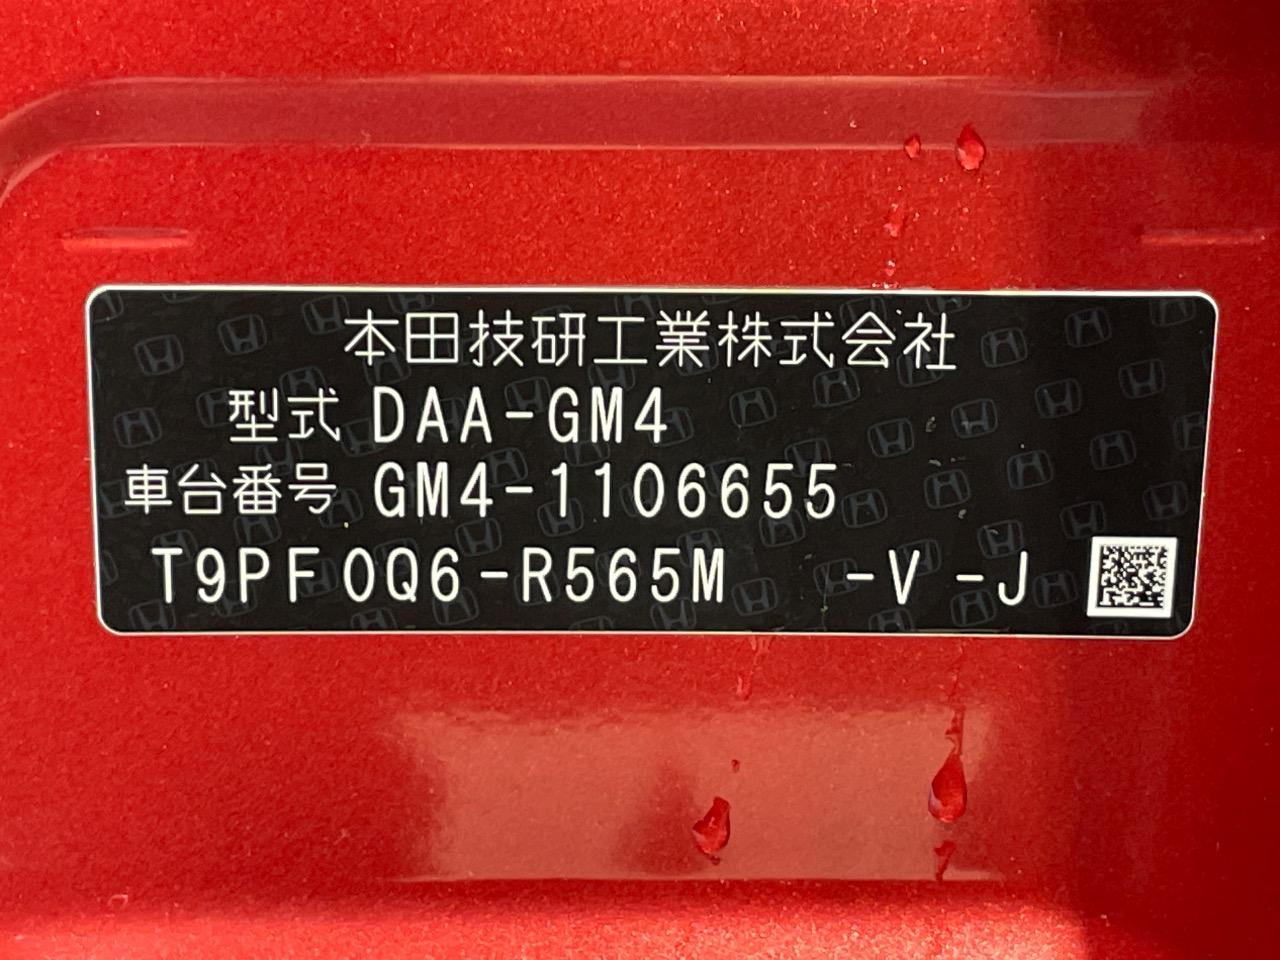 本田技研工業株式会社
型式 DAA-GM4
車台番号 GM4-1106655
T9PF0Q6-R565M -V -J